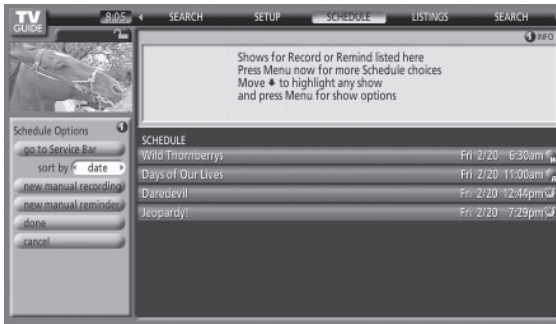 TV GUIDE
8:05
SEARCH SETUP SCHEDULE LISTINGS SEARCH
INFO
Shows for Record or Remind listed here
Press Menu now for more Schedule choices
Move to highlight any show
and press Menu for show options
Schedule Options
go to Service Bar
sort by date
new manual recording
new manual reminder
done
cancel
SCHEDULE
Wild Thornberrys Fri 2/20 6:30am W
Days of Our Lives Fri 2/20 11:00am R
Daredevil Fri 2/20 12:44pm
Jeopardy! Fri 2/20 7:29pm